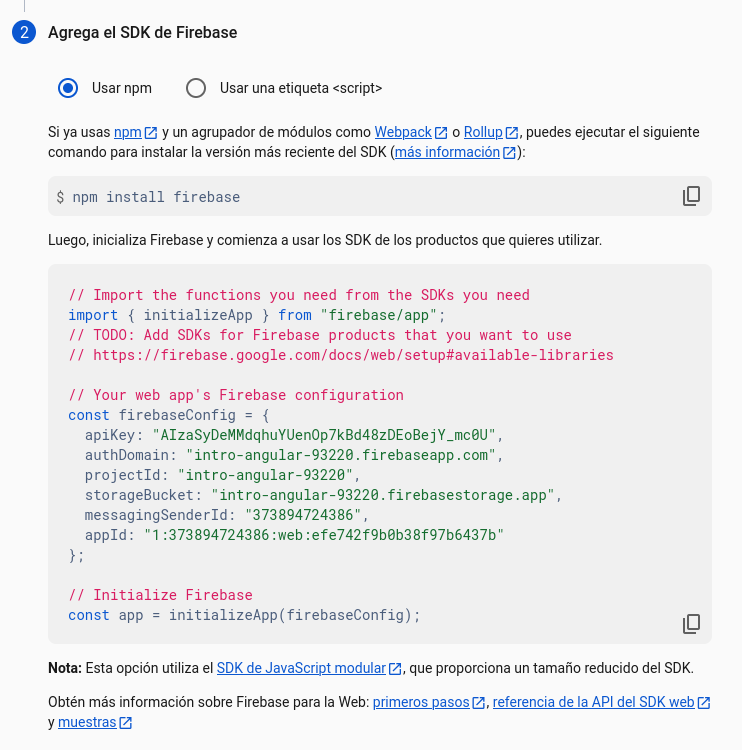 2 Agrega el SDK de Firebase
Usar npm Usar una etiqueta <script>
Si ya usas npm y un agrupador de módulos como Webpack o Rollup, puedes ejecutar el siguiente
comando para instalar la versión más reciente del SDK (más información):
$ npm install firebase
Luego, inicializa Firebase y comienza a usar los SDK de los productos que quieres utilizar.
// Import the functions you need from the SDKs you need
import { initializeApp } from "firebase/app";
// TODO: Add SDKs for Firebase products that you want to use
// https://firebase.google.com/docs/web/setup#available-libraries
// Your web app's Firebase configuration
const firebaseConfig = {
apiKey: "AIzaSyDeMMdqhuYUenOp7kBd48zDEoBejY_mc0U",
authDomain: "intro-angular-93220.firebaseapp.com",
projectId: "intro-angular-93220",
storageBucket: "intro-angular-93220.firebasestorage.app",
messagingSenderId: "373894724386",
appId: "1:373894724386:web:efe742f9b0b38f97b6437b"
};
// Initialize Firebase
const app = initializeApp(firebaseConfig);
Nota: Esta opción utiliza el SDK de JavaScript modular, que proporciona un tamaño reducido del SDK.
Obtén más información sobre Firebase para la Web: primeros pasos, referencia de la API del SDK web
y muestras